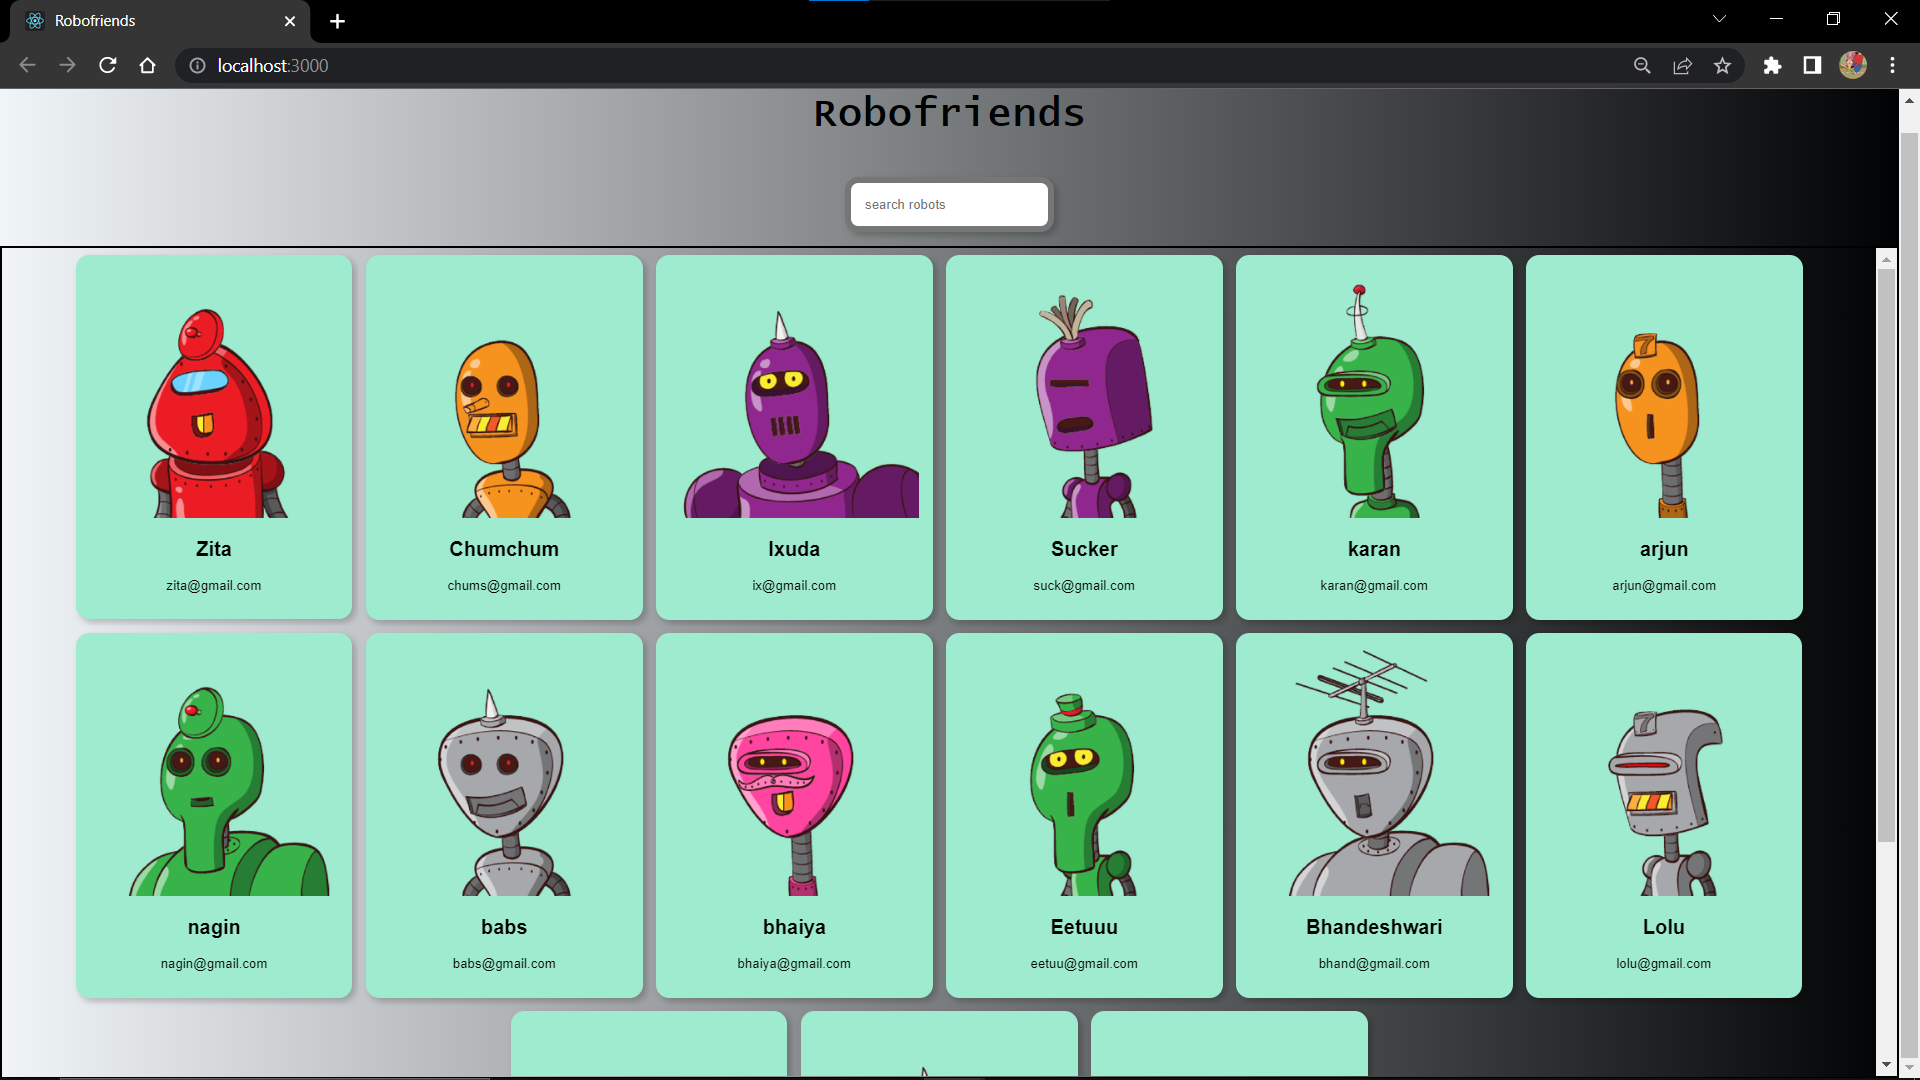 Robofriends
localhost:3000
Robofriends
search robots
Zita
zita@gmail.com
Chumchum
chums@gmail.com
Ixuda
ix@gmail.com
Sucker
suck@gmail.com
karan
karan@gmail.com
7
arjun
arjun@gmail.com
nagin
nagin@gmail.com
babs
babs@gmail.com
bhaiya
bhaiya@gmail.com
Eetuuu
eetuu@gmail.com
Bhandeshwari
bhand@gmail.com
7
Lolu
lolu@gmail.com